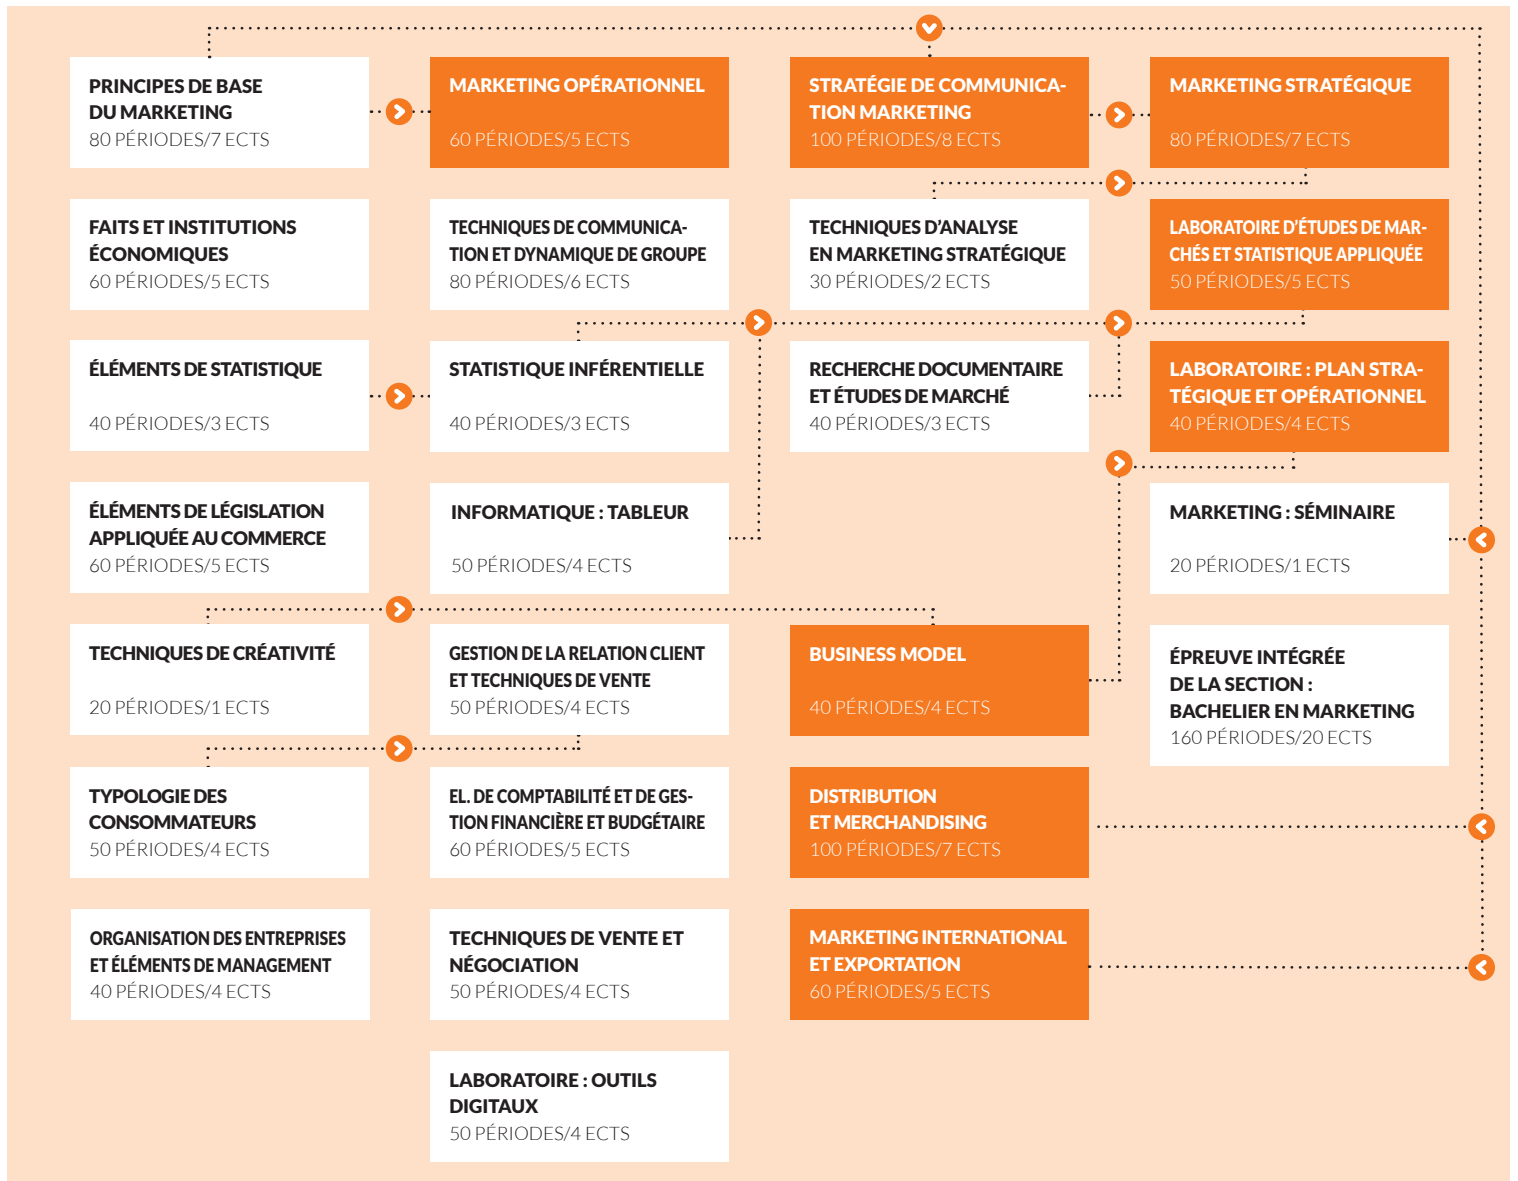 PRINCIPES DE BASE
DU MARKETING
80 PÉRIODES/7 ECTS
MARKETING OPÉRATIONNEL
60 PÉRIODES/5 ECTS
STRATÉGIE DE COMMUNICA-
TION MARKETING
100 PÉRIODES/8 ECTS
MARKETING STRATÉGIQUE
80 PÉRIODES/7 ECTS
FAITS ET INSTITUTIONS
ÉCONOMIQUES
60 PÉRIODES/5 ECTS
TECHNIQUES DE COMMUNICA-
TION ET DYNAMIQUE DE GROUPE
80 PÉRIODES/6 ECTS
TECHNIQUES D'ANALYSE
EN MARKETING STRATÉGIQUE
30 PÉRIODES/2 ECTS
LABORATOIRE D'ÉTUDES DE MAR-
CHÉS ET STATISTIQUE APPLIQUÉE
50 PÉRIODES/5 ECTS
ÉLÉMENTS DE STATISTIQUE
40 PÉRIODES/3 ECTS
STATISTIQUE INFÉRENTIELLE
40 PÉRIODES/3 ECTS
RECHERCHE DOCUMENTAIRE
ET ÉTUDES DE MARCHÉ
40 PÉRIODES/3 ECTS
LABORATOIRE : PLAN STRA-
TÉGIQUE ET OPÉRATIONNEL
40 PÉRIODES/4 ECTS
ÉLÉMENTS DE LÉGISLATION
APPLIQUÉE AU COMMERCE
60 PÉRIODES/5 ECTS
INFORMATIQUE : TABLEUR
50 PÉRIODES/4 ECTS
MARKETING : SÉMINAIRE
20 PÉRIODES/1 ECTS
TECHNIQUES DE CRÉATIVITÉ
20 PÉRIODES/1 ECTS
GESTION DE LA RELATION CLIENT
ET TECHNIQUES DE VENTE
50 PÉRIODES/4 ECTS
BUSINESS MODEL
40 PÉRIODES/4 ECTS
ÉPREUVE INTÉGRÉE
DE LA SECTION :
BACHELIER EN MARKETING
160 PÉRIODES/20 ECTS
TYPOLOGIE DES
CONSOMMATEURS
50 PÉRIODES/4 ECTS
EL. DE COMPTABILITÉ ET DE GES-
TION FINANCIÈRE ET BUDGÉTAIRE
60 PÉRIODES/5 ECTS
DISTRIBUTION
ET MERCHANDISING
100 PÉRIODES/7 ECTS
ORGANISATION DES ENTREPRISES
ET ÉLÉMENTS DE MANAGEMENT
40 PÉRIODES/4 ECTS
TECHNIQUES DE VENTE ET
NÉGOCIATION
50 PÉRIODES/4 ECTS
MARKETING INTERNATIONAL
ET EXPORTATION
60 PÉRIODES/5 ECTS
LABORATOIRE : OUTILS
DIGITAUX
50 PÉRIODES/4 ECTS